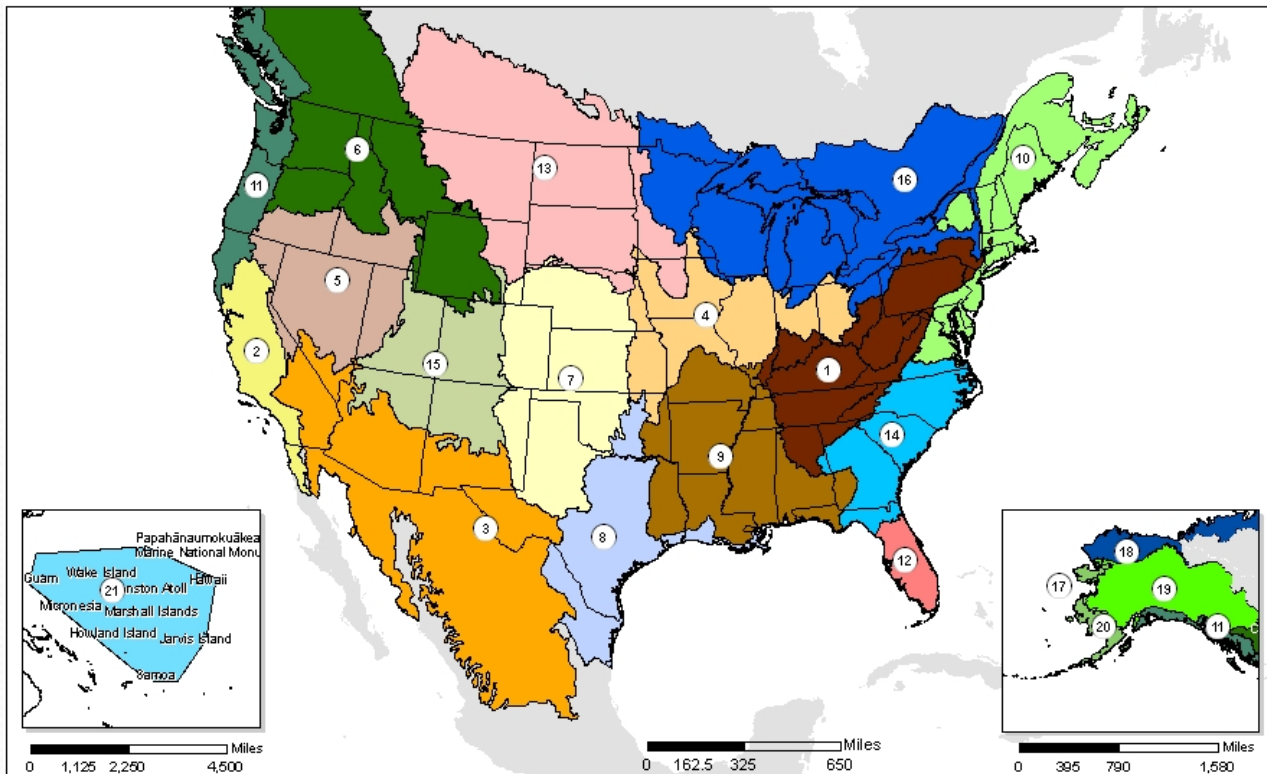 6
13
10
16
11
5
4
2
15
7
1
14
9
3
8
12
Papahānaumokuākea
Marine National Monu
Guam
Wake Island
21
nston Atoll
Hawaii
Micronesia
Marshall Islands
Howland Island
Jarvis Island
Samoa
Miles
0 1,125 2,250 4,500
Miles
0 162.5 325 650
18
17
19
20
11
Miles
0 395 790 1,580